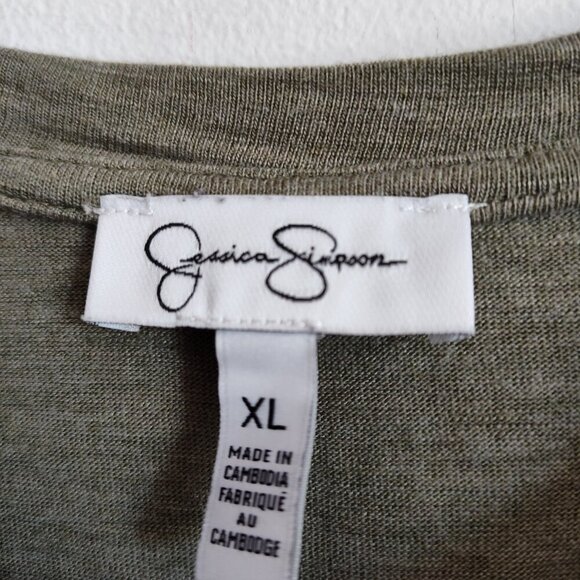 Jessica Simpson
XL
MADE IN
CAMBODIA
FABRIQUÉ
AU
CAMBODGE